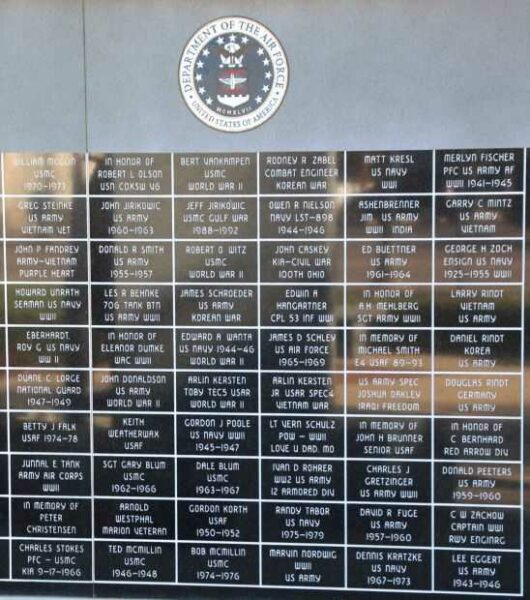 DEPARTMENT OF THE AIR FORCE
MCMXLVII
UNITED STATES OF AMERICA
WILLIAM
USMC
1970-1971
IN HONOR OF
ROBERT L OLSON
USN COKSW V6
BERT VANKAMPEN
USMC
WORLD WAR II
RODNEY R ZABEL
COMBAT ENGINEER
KOREAN WAR
MATT KRESL
US NAVY
WWI
MERLYN FISCHER
PFC US ARMY AF
WWII 1941-1945
GREG STEINKE
US ARMY
VIETNAM VET
JOHN JIRIKOWIC
US ARMY
1960-1963
JEFF JIRIKOWIC
USMC GULF WAR
1988-1992
OWEN R NIELSON
NAVY LST-898
1944-1946
ASHENBRENNER
JIM US ARMY
WWII INDIA
GARRY C MINTZ
US ARMY
VIETNAM
JOHN P FANDREY
ARMY-VIETNAM
PURPLE HEART
DONALD R SMITH
US ARMY
1955-1957
ROBERT O WITZ
USMC
WORLD WAR II
JOHN CASKEY
KIA-CIVIL WAR
100TH OHIO
ED BUETTNER
US ARMY
1961-1964
GEORGE H ZOCH
ENSIGN US NAVY
1925-1955 WWII
HOWARD UNRATH
SEAMAN US NAVY
WWII
LES R BEHNKE
706 TANK BTN
US ARMY WWII
JAMES SCHROEDER
US ARMY
KOREAN WAR
EDWIN A
HANGARTNER
CPL 53 INF WWI
IN HONOR OF
A H MEHLBERG
SGT ARMY WWII
LARRY RINDT
VIETNAM
US ARMY
EBERHARDT,
ROY G US NAVY
WW II
IN HONOR OF
ELEANOR DUMKE
WAC WWII
EDWARD A WANTA
US NAVY 1944-46
WORLD WAR II
JAMES D SCHLEY
US AIR FORCE
1965-1969
IN MEMORY OF
MICHAEL SMITH
E4 USAF 89-93
DANIEL RINDT
KOREA
US ARMY
DUANE C LORGE
NATIONAL GUARD
1947-1949
JOHN DONALDSON
US ARMY
WORLD WAR II
ARLIN KERSTEN
TOBY TEC5 USAR
WORLD WAR II
ARLIN KERSTEN
JR USAR SPEC4
VIETNAM WAR
US ARMY SPEC
JOSHUA OAKLEY
IRAQI FREEDOM
DOUGLAS RINDT
GERMANY
US ARMY
BETTY J FALK
USAF 1974-78
KEITH
WEATHERWAX
USAF
GORDON J POOLE
US NAVY WWII
1945-1947
LT VERN SCHULZ
POW - WWII
LOVE U DAD. MO
IN MEMORY OF
JOHN H BRUNNER
SENIOR USAF
IN HONOR OF
C BERNHARD
RED ARROW DIV
JUNNAL E TANK
ARMY AIR CORPS
WWII
SGT GARY BLUM
USMC
1962-1966
DALE BLUM
USMC
1963-1967
IVAN D ROHRER
WW2 US ARMY
12 ARMORED DIV
CHARLES J
GRETZINGER
US ARMY WWII
DONALD PEETERS
US ARMY
1959-1960
IN MEMORY OF
PETER
CHRISTENSEN
ARNOLD
WESTPHAL
MARION VETERAN
GORDON KORTH
USAF
1950-1952
RANDY TABOR
US NAVY
1975-1979
DAVID R FUGE
US ARMY
1957-1960
C W ZACHOW
CAPTAIN WWI
RWY ENGINRG
CHARLES STOKES
PFC - USMC
KIA 9-17-1966
TED MCMILLIN
USMC
1946-1948
BOB MCMILLIN
USMC
1974-1976
MARVIN NORDWIG
WWII
US ARMY
DENNIS KRATZKE
US NAVY
1967-1973
LEE EGGERT
US ARMY
1943-1946